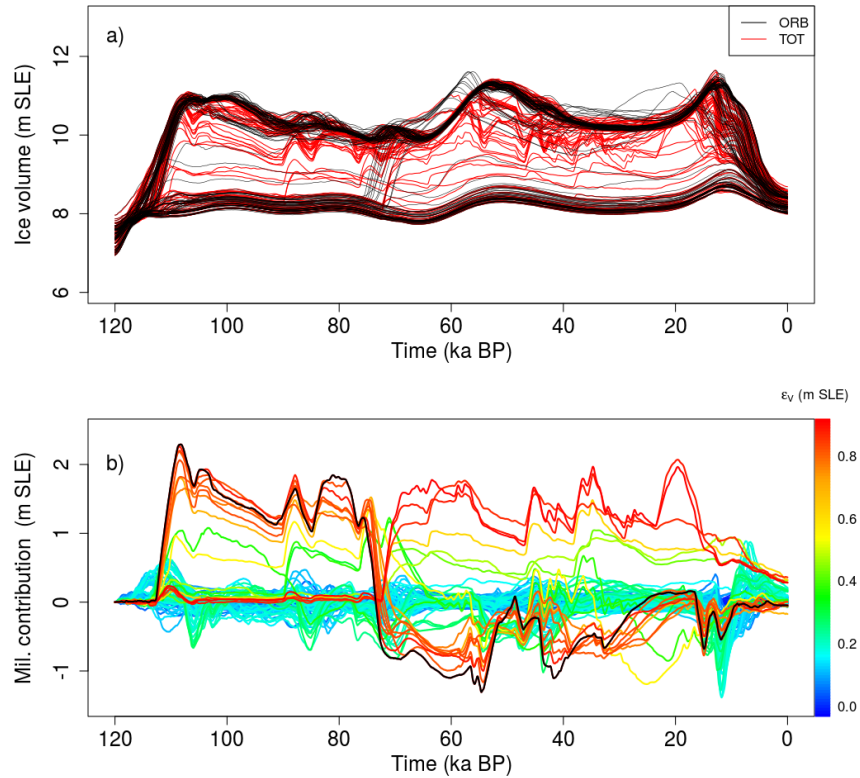 a)
ORB
TOT
Ice volume (m SLE)
12
10
8
6
120 100 80 60 40 20 0
Time (ka BP)
b)
εv (m SLE)
Mil. contribution (m SLE)
2
1
0
-1
0.8
0.6
0.4
0.2
0.0
120 100 80 60 40 20 0
Time (ka BP)